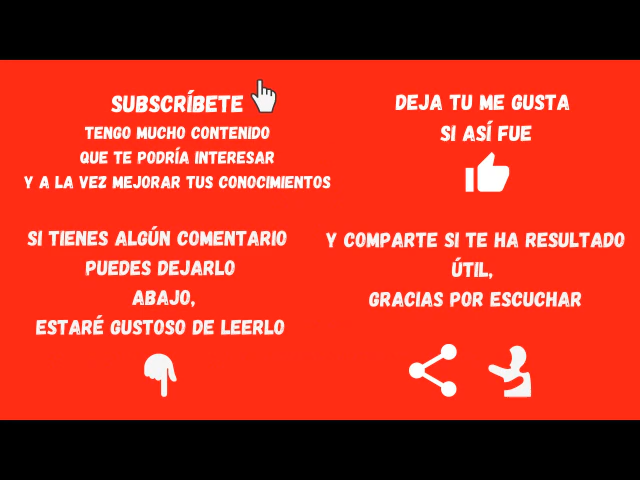 SUBSCRÍBETE
TENGO MUCHO CONTENIDO
QUE TE PODRÍA INTERESAR
Y A LA VEZ MEJORAR TUS CONOCIMIENTOS
DEJA TU ME GUSTA
SI ASÍ FUE
SI TIENES ALGÚN COMENTARIO
PUEDES DEJARLO
ABAJO,
ESTARÉ GUSTOSO DE LEERLO
Y COMPARTE SI TE HA RESULTADO
ÚTIL,
GRACIAS POR ESCUCHAR